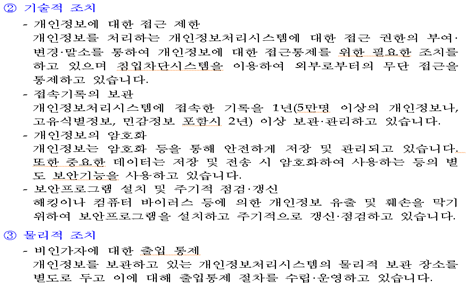 ② 기술적 조치
- 개인정보에 대한 접근 제한
개인정보를 처리하는 개인정보처리시스템에 대한 접근 권한의 부여·
변경·말소를 통하여 개인정보에 대한 접근통제를 위한 필요한 조치를
하고 있으며 침입차단시스템을 이용하여 외부로부터의 무단 접근을
통제하고 있습니다.
- 접속기록의 보관
개인정보처리시스템에 접속한 기록을 1년(5만명 이상의 개인정보나,
고유식별정보, 민감정보 포함시 2년) 이상 보관·관리하고 있습니다.
- 개인정보의 암호화
개인정보는 암호화 등을 통해 안전하게 저장 및 관리되고 있습니다.
또한 중요한 데이터는 저장 및 전송 시 암호화하여 사용하는 등의 별
도 보안기능을 사용하고 있습니다.
- 보안프로그램 설치 및 주기적 점검·갱신
해킹이나 컴퓨터 바이러스 등에 의한 개인정보 유출 및 훼손을 막기
위하여 보안프로그램을 설치하고 주기적으로 갱신·점검하고 있습니다.
③ 물리적 조치
- 비인가자에 대한 출입 통제
개인정보를 보관하고 있는 개인정보처리시스템의 물리적 보관 장소를
별도로 두고 이에 대해 출입통제 절차를 수립·운영하고 있습니다.